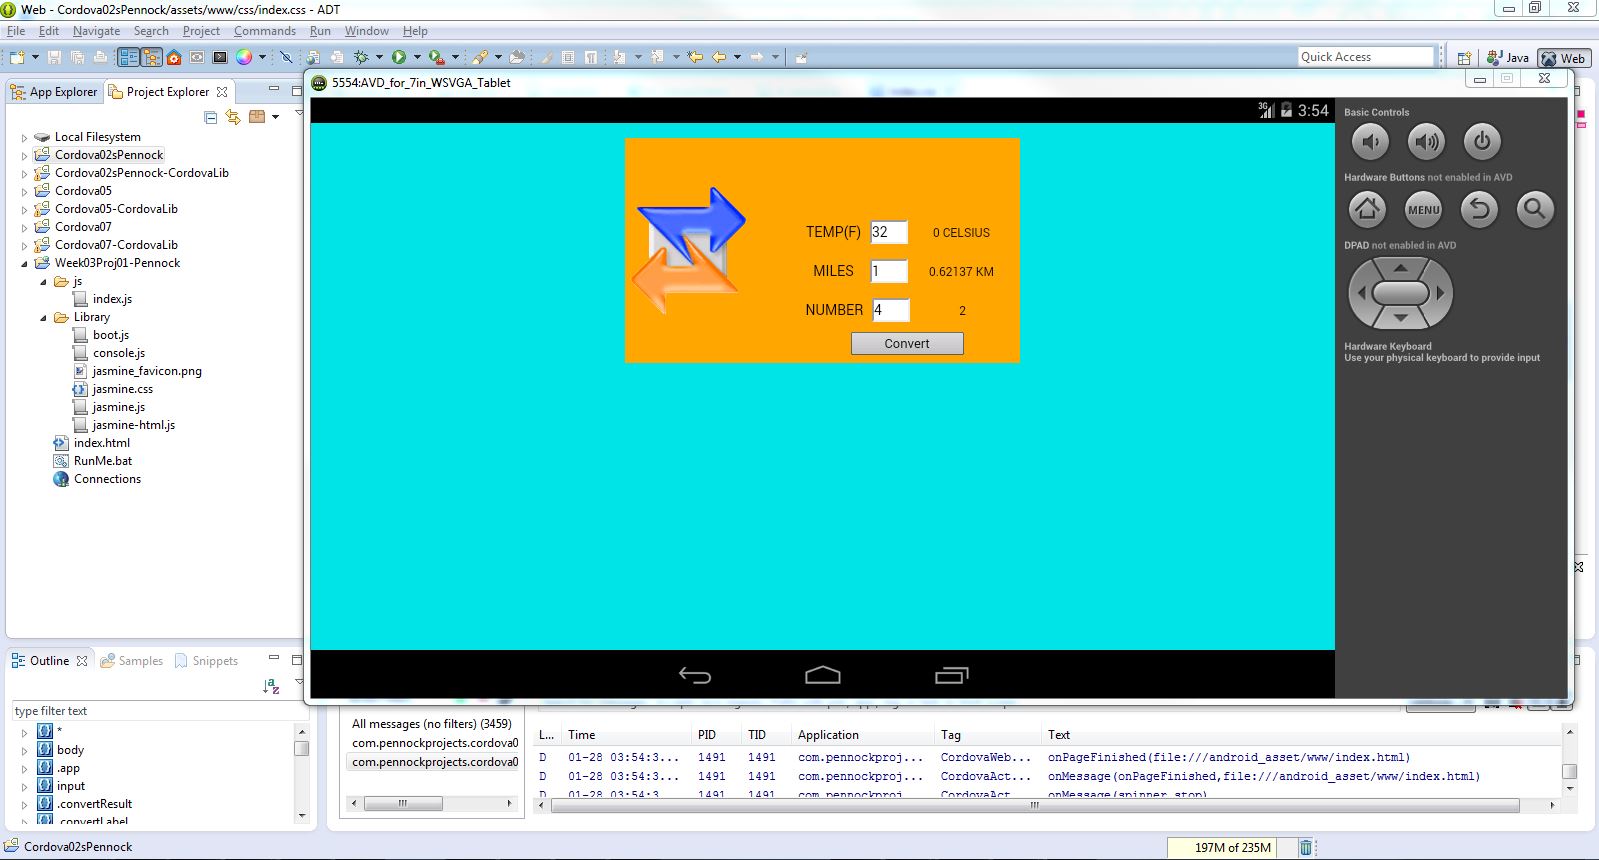 Web - Cordova02sPennock/assets/www/css/index.css - ADT
File Edit Navigate Search Project Commands Run Window Help
Quick Access
Java
Web
App Explorer
Project Explorer
Local Filesystem
Cordova02sPennock
Cordova02sPennock-CordovaLib
Cordova05
Cordova05-CordovaLib
Cordova07
Cordova07-CordovaLib
Week03Proj01-Pennock
js
index.js
Library
boot.js
console.js
jasmine_favicon.png
jasmine.css
jasmine.js
jasmine-html.js
index.html
RunMe.bat
Connections
5554:AVD_for_7in_WSVGA_Tablet
3G
3:54
TEMP(F) 32 0 CELSIUS
MILES 1 0.62137 KM
NUMBER 4 2
Convert
Basic Controls
Hardware Buttons not enabled in AVD
MENU
DPAD not enabled in AVD
Hardware Keyboard
Use your physical keyboard to provide input
Outline
Samples
Snippets
type filter text
*
body
.app
input
.convertResult
.convertLabel
All messages (no filters) (3459)
com.pennockprojects.cordova0
com.pennockprojects.cordova0
L... Time PID TID Application Tag Text
D 01-28 03:54:3... 1491 1491 com.pennockproj... CordovaWeb... onPageFinished(file:///android_asset/www/index.html)
D 01-28 03:54:3... 1491 1491 com.pennockproj... CordovaAct... onMessage(onPageFinished,file:///android_asset/www/index.html)
D 01-28 03:54:3 1491 1491 com.pennockproj CordovaAct onMessage(spinner,stop)
Cordova02sPennock
197M of 235M